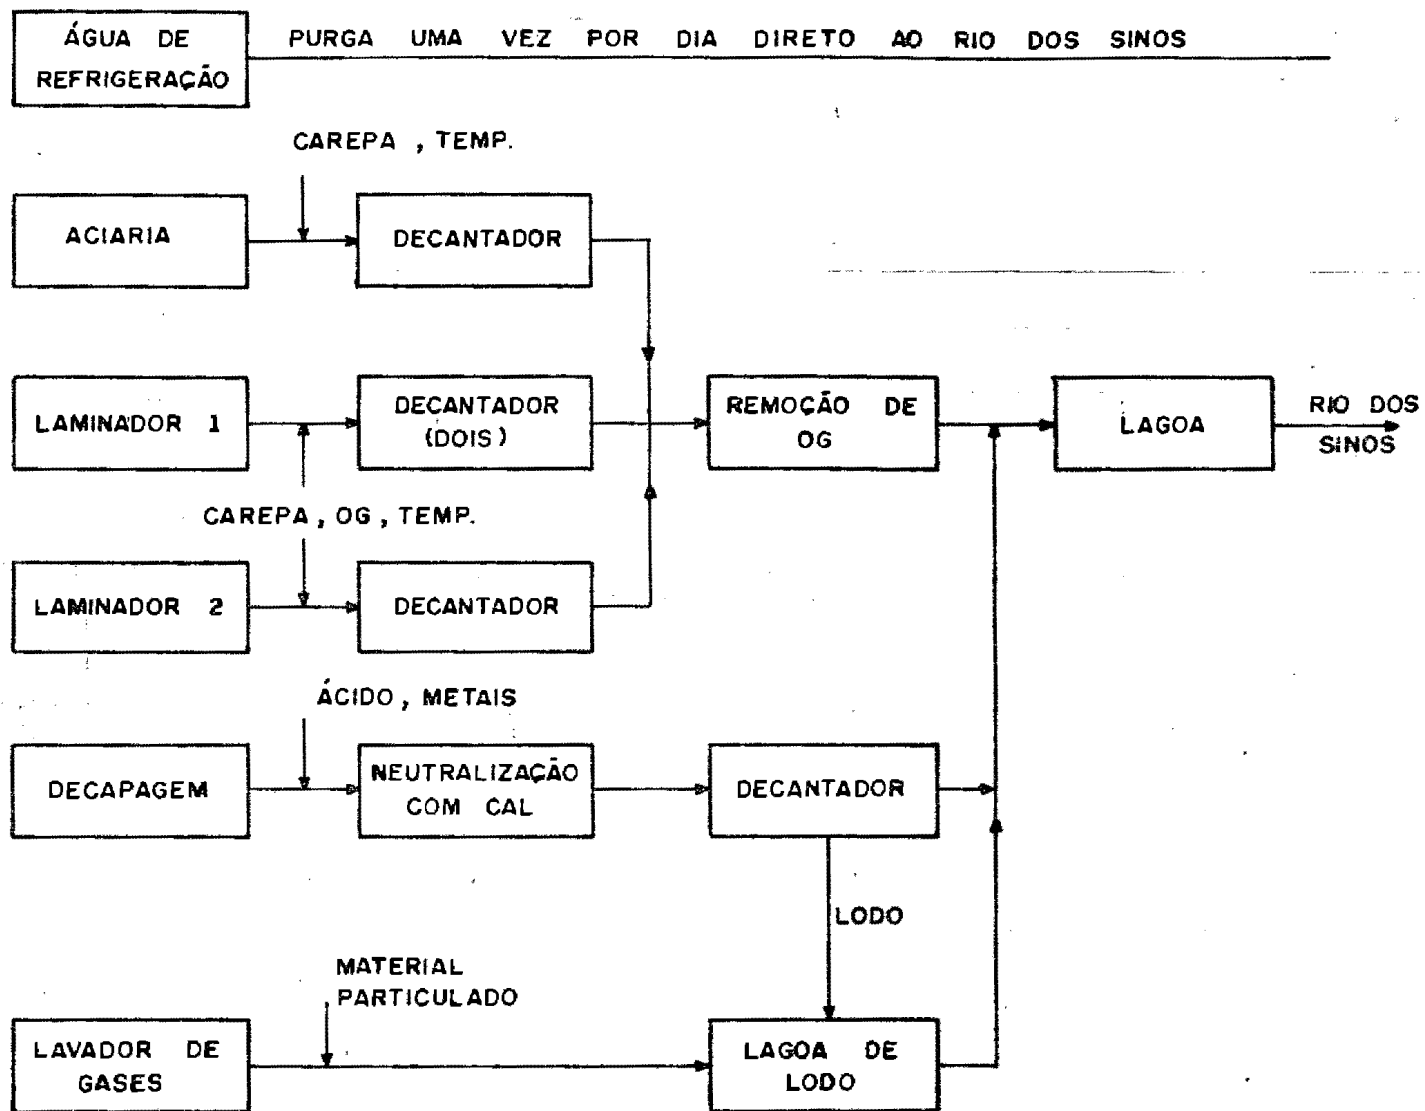 ÁGUA DE
REFRIGERAÇÃO
PURGA UMA VEZ POR DIA DIRETO AO RIO DOS SINOS
CAREPA , TEMP.
ACIARIA
DECANTADOR
LAMINADOR 1
DECANTADOR
(DOIS)
REMOÇÃO DE
OG
LAGOA
RIO DOS
SINOS
CAREPA , OG , TEMP.
LAMINADOR 2
DECANTADOR
ÁCIDO , METAIS
DECAPAGEM
NEUTRALIZAÇÃO
COM CAL
DECANTADOR
LODO
MATERIAL
PARTICULADO
LAVADOR DE
GASES
LAGOA DE
LODO